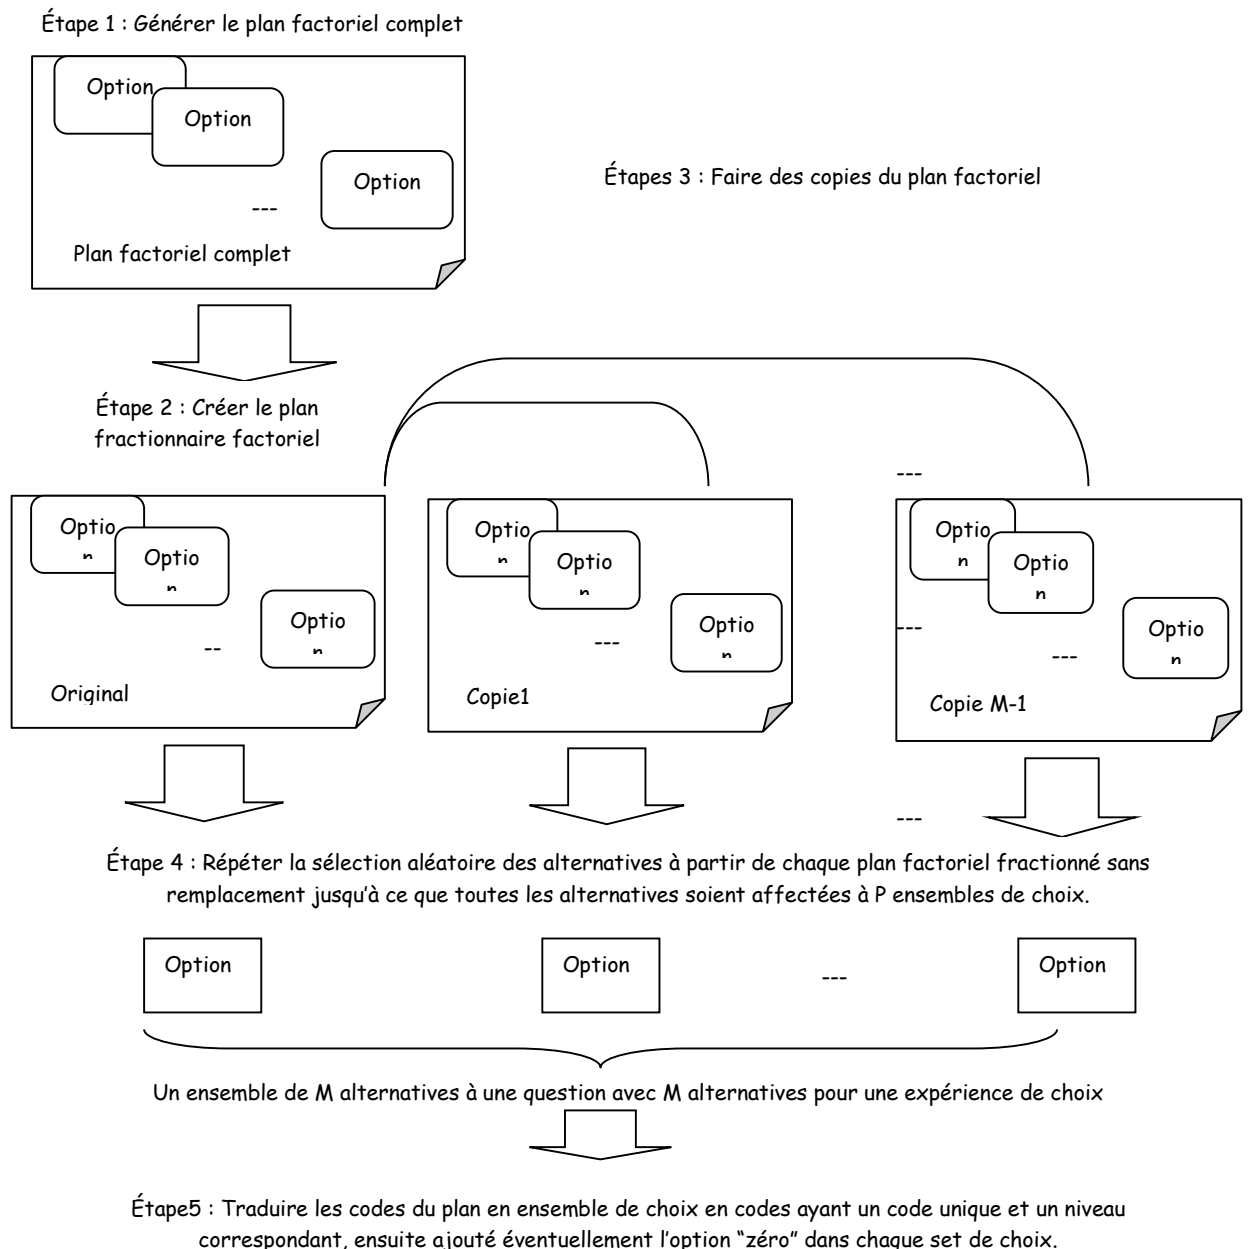 Étape 1 : Générer le plan factoriel complet
Option
Option
Option
---
Plan factoriel complet
Étapes 3 : Faire des copies du plan factoriel
Étape 2 : Créer le plan
fractionnaire factoriel
---
Optio
n
Optio
n
Optio
n
--
Original
Optio
n
Optio
n
Optio
n
---
Copie1
---
Optio
n
Optio
n
Optio
n
---
Copie M-1
---
Étape 4 : Répéter la sélection aléatoire des alternatives à partir de chaque plan factoriel fractionné sans
remplacement jusqu'à ce que toutes les alternatives soient affectées à P ensembles de choix.
Option
Option
---
Option
Un ensemble de M alternatives à une question avec M alternatives pour une expérience de choix
Étape5 : Traduire les codes du plan en ensemble de choix en codes ayant un code unique et un niveau
correspondant, ensuite ajouté éventuellement l'option "zéro" dans chaque set de choix.